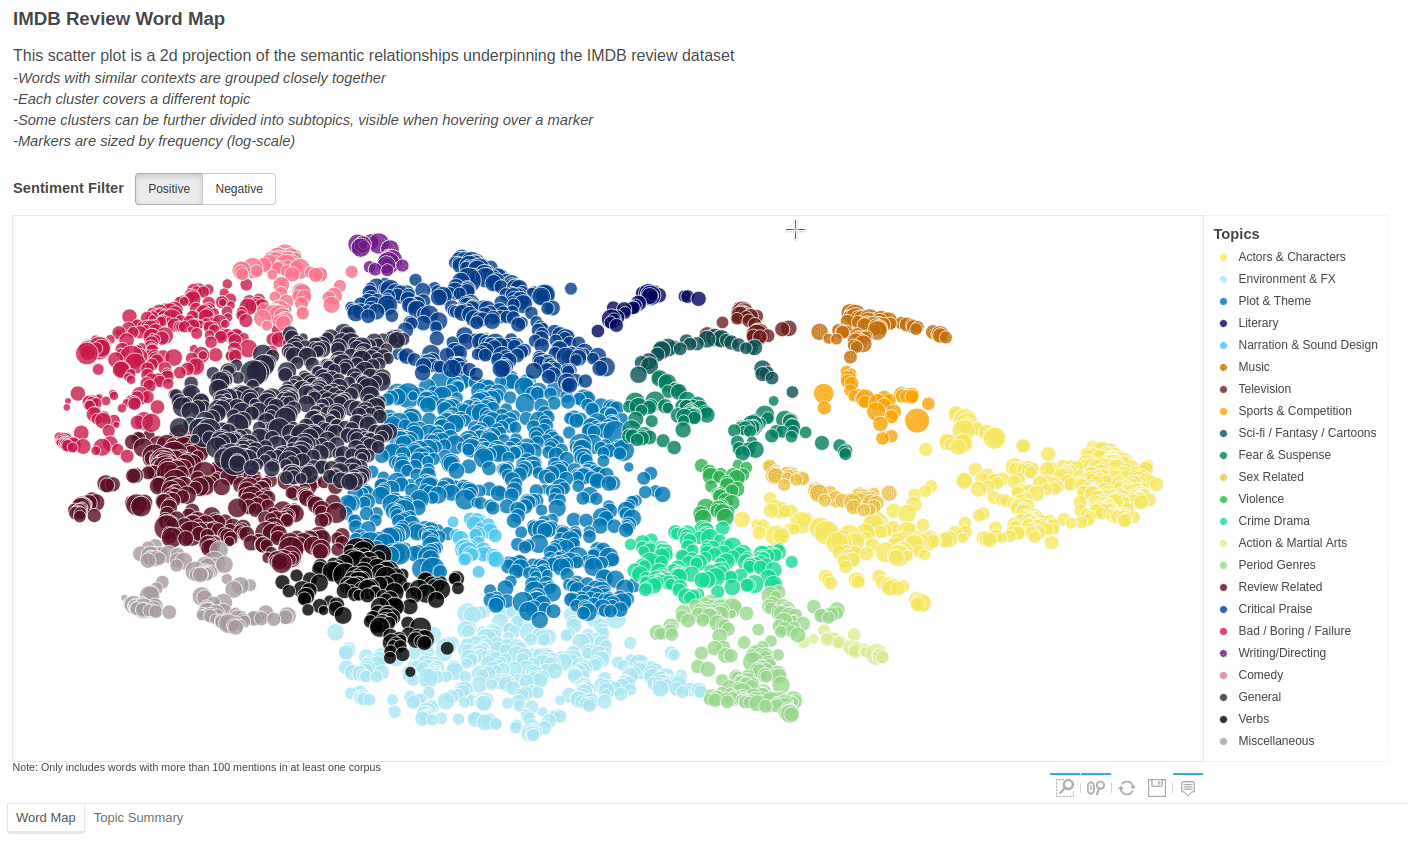 IMDB Review Word Map
This scatter plot is a 2d projection of the semantic relationships underpinning the IMDB review dataset
-Words with similar contexts are grouped closely together
-Each cluster covers a different topic
-Some clusters can be further divided into subtopics, visible when hovering over a marker
-Markers are sized by frequency (log-scale)
Sentiment Filter Positive Negative
Topics
Actors & Characters
Environment & FX
Plot & Theme
Literary
Narration & Sound Design
Music
Television
Sports & Competition
Sci-fi / Fantasy / Cartoons
Fear & Suspense
Sex Related
Violence
Crime Drama
Action & Martial Arts
Period Genres
Review Related
Critical Praise
Bad / Boring / Failure
Writing/Directing
Comedy
General
Verbs
Miscellaneous
Note: Only includes words with more than 100 mentions in at least one corpus
Word Map Topic Summary